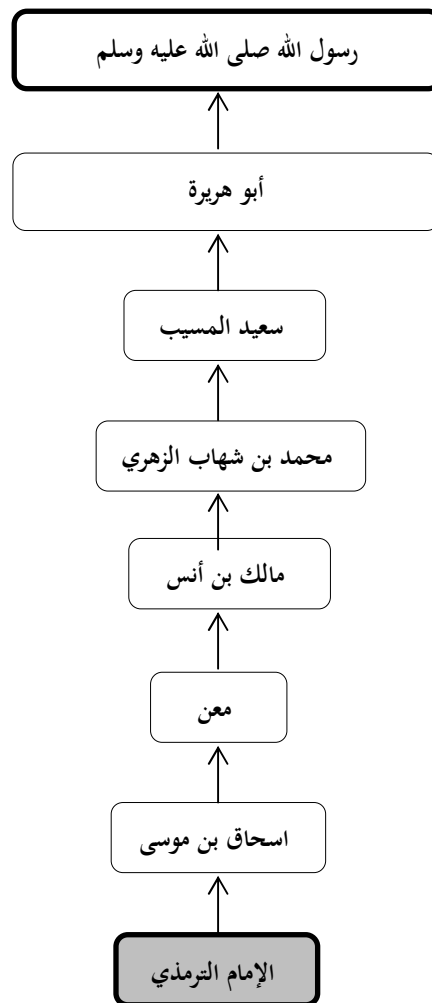 رسول الله صلى الله عليه وسلم
أبو هريرة
سعيد المسيب
محمد بن شهاب الزهري
مالك بن أنس
معن
اسحاق بن موسى
الإمام الترمذي